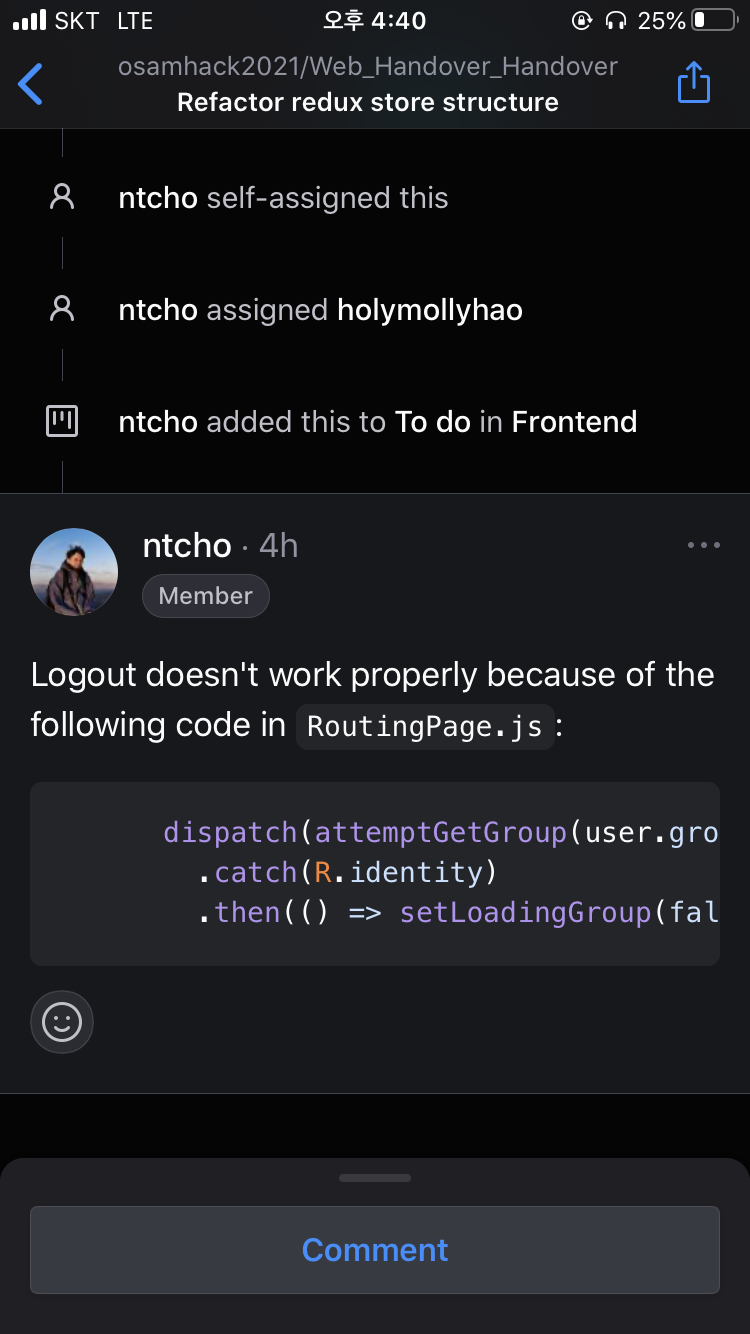 SKT LTE 오후 4:40 25%
osamhack2021/Web_Handover_Handover
Refactor redux store structure
ntcho self-assigned this
ntcho assigned holymollyhao
ntcho added this to To do in Frontend
ntcho · 4h
Member
Logout doesn't work properly because of the
following code in RoutingPage.js:
dispatch(attemptGetGroup(user.gro
.catch(R.identity)
.then(() => setLoadingGroup(fal
Comment